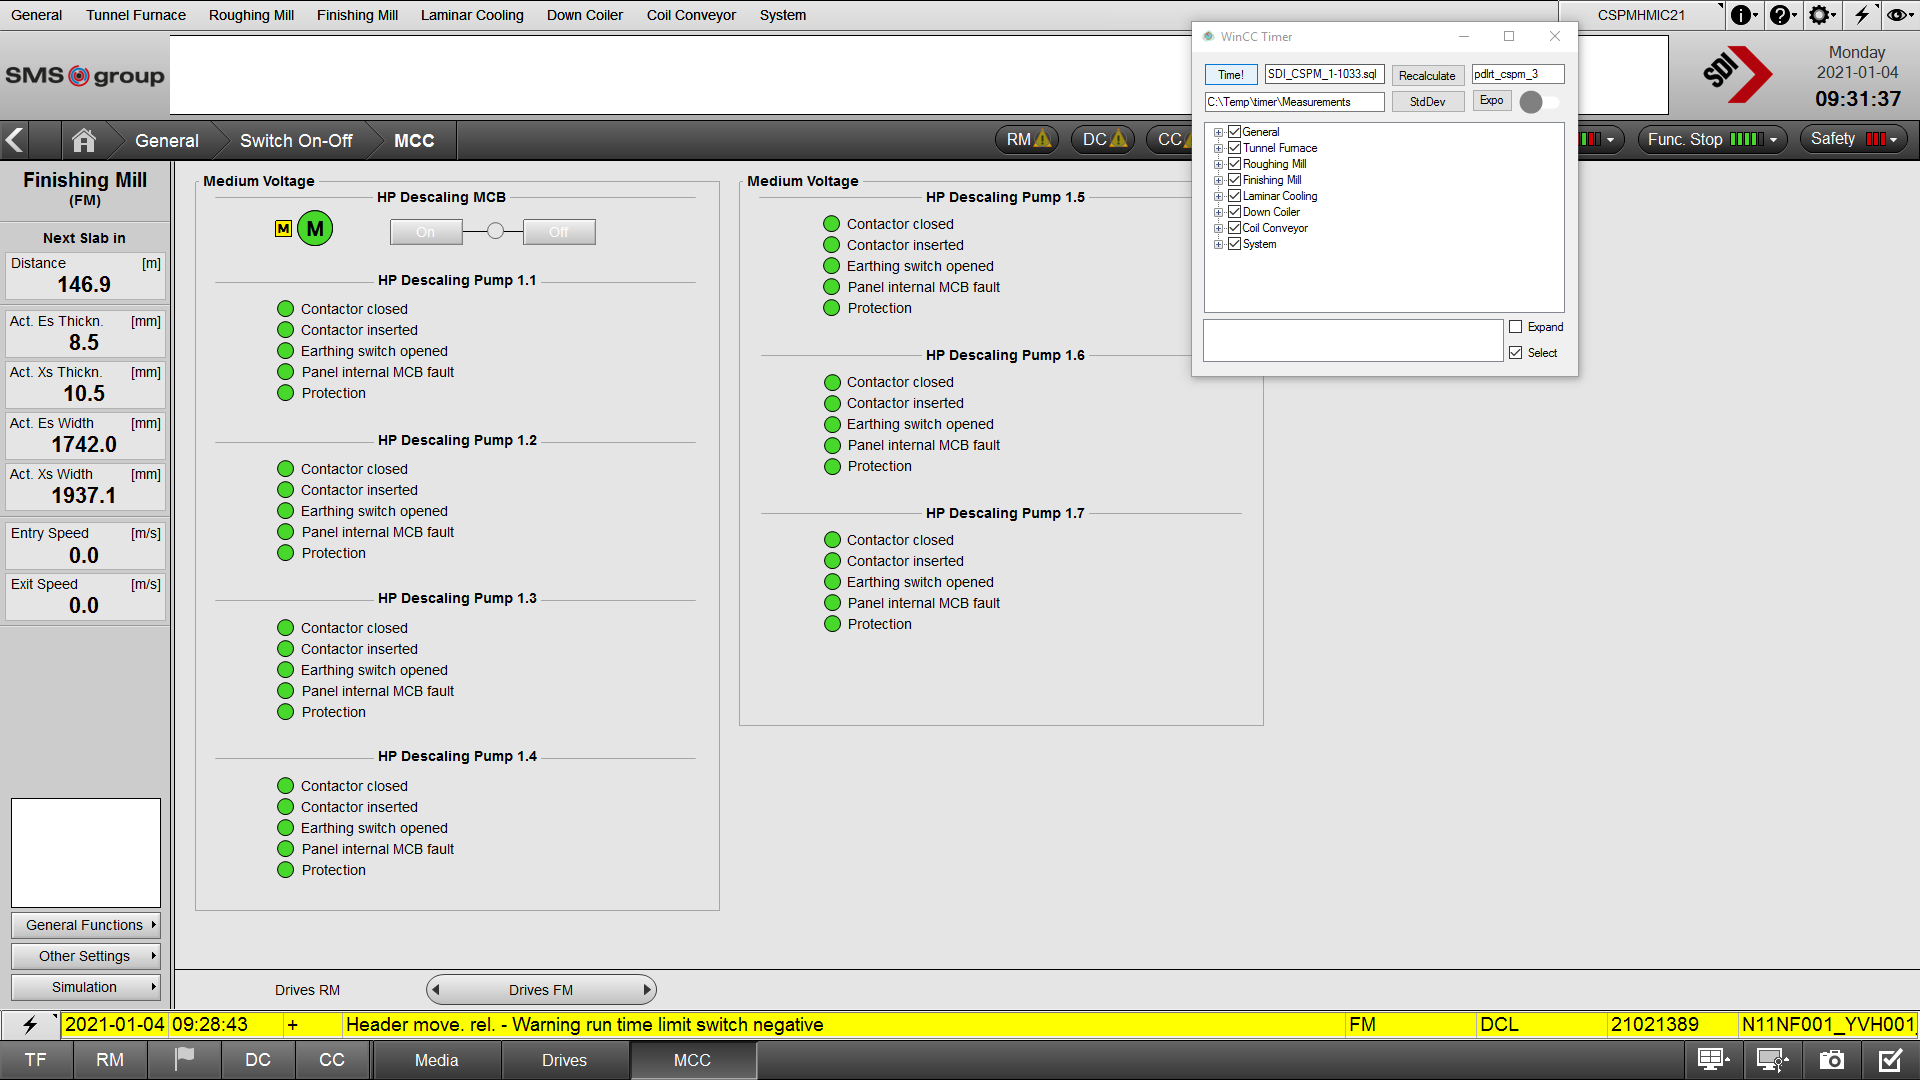 General Tunnel Furnace Roughing Mill Finishing Mill Laminar Cooling Down Coiler Coil Conveyor System CSPMHMIC21
SMS group
SDI
Monday
2021-01-04
09:31:37
WinCC Timer
Time! SDI_CSPM_1-1033.sql Recalculate pdlrt_cspm_3
C:\Temp\timer\Measurements StdDev Expo
General
Tunnel Furnace
Roughing Mill
Finishing Mill
Laminar Cooling
Down Coiler
Coil Conveyor
System
Expand
Select
General Switch On-Off MCC RM DC CC Func. Stop Safety
Finishing Mill
(FM)
Next Slab in
Distance [m]
146.9
Act. Es Thickn. [mm]
8.5
Act. Xs Thickn. [mm]
10.5
Act. Es Width [mm]
1742.0
Act. Xs Width [mm]
1937.1
Entry Speed [m/s]
0.0
Exit Speed [m/s]
0.0
General Functions
Other Settings
Simulation
Medium Voltage
HP Descaling MCB
M M On Off
HP Descaling Pump 1.1
Contactor closed
Contactor inserted
Earthing switch opened
Panel internal MCB fault
Protection
HP Descaling Pump 1.2
Contactor closed
Contactor inserted
Earthing switch opened
Panel internal MCB fault
Protection
HP Descaling Pump 1.3
Contactor closed
Contactor inserted
Earthing switch opened
Panel internal MCB fault
Protection
HP Descaling Pump 1.4
Contactor closed
Contactor inserted
Earthing switch opened
Panel internal MCB fault
Protection
Medium Voltage
HP Descaling Pump 1.5
Contactor closed
Contactor inserted
Earthing switch opened
Panel internal MCB fault
Protection
HP Descaling Pump 1.6
Contactor closed
Contactor inserted
Earthing switch opened
Panel internal MCB fault
Protection
HP Descaling Pump 1.7
Contactor closed
Contactor inserted
Earthing switch opened
Panel internal MCB fault
Protection
Drives RM Drives FM
2021-01-04 09:28:43 + Header move. rel. - Warning run time limit switch negative FM DCL 21021389 N11NF001_YVH001
TF RM DC CC Media Drives MCC